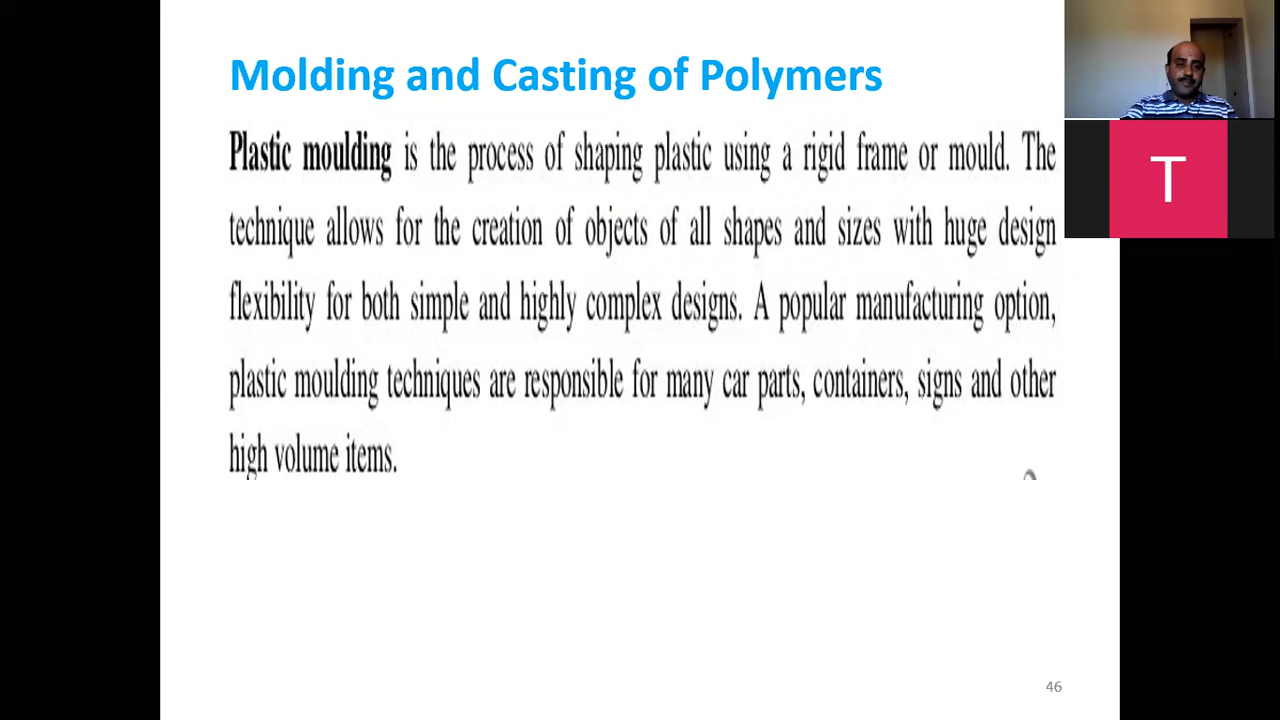 Molding and Casting of Polymers
Plastic moulding is the process of shaping plastic using a rigid frame or mould. The
technique allows for the creation of objects of all shapes and sizes with huge design
flexibility for both simple and highly complex designs. A popular manufacturing option,
plastic moulding techniques are responsible for many car parts, containers, signs and other
high volume items.
T
46